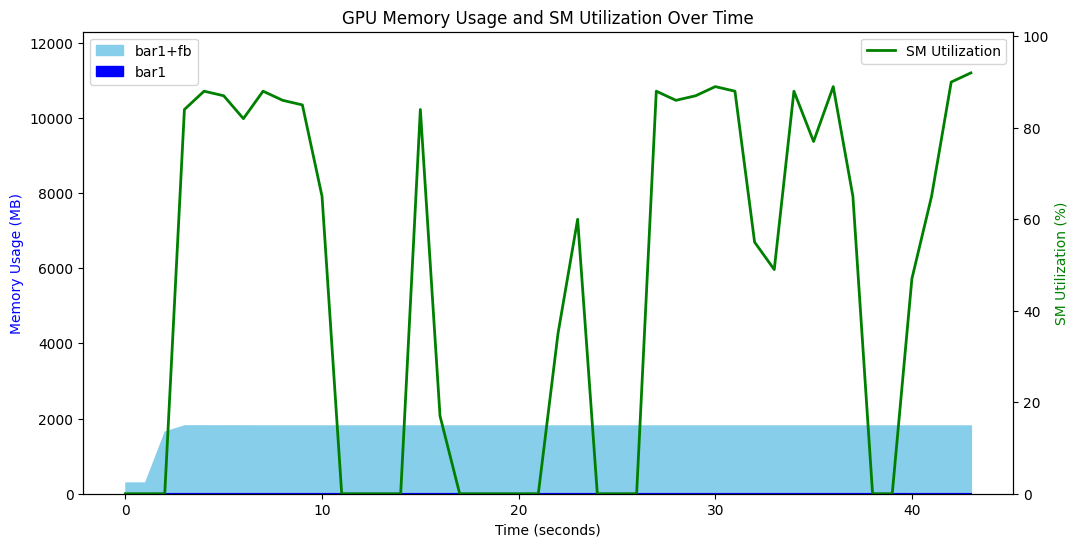 GPU Memory Usage and SM Utilization Over Time
bar1+fb
bar1
SM Utilization
Memory Usage (MB)
12000
10000
8000
6000
4000
2000
0
SM Utilization (%)
100
80
60
40
20
0
0 10 20 30 40
Time (seconds)